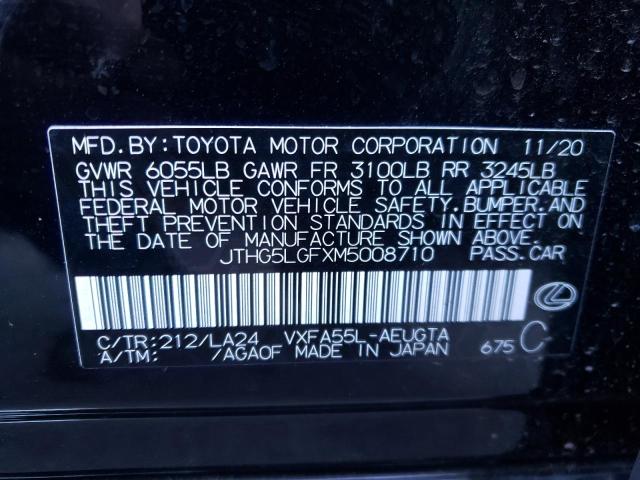 MFD. BY: TOYOTA MOTOR CORPORATION 11/20
GVWR 6055LB GAWR FR 3100LB RR 3245LB
THIS VEHICLE CONFORMS TO ALL APPLICABLE
FEDERAL MOTOR VEHICLE SAFETY, BUMPER, AND
THEFT PREVENTION STANDARDS IN EFFECT ON
THE DATE OF MANUFACTURE SHOWN ABOVE.
JTHG5LGFXM5008710 PASS. CAR
C/TR: 212/LA24 VXFA55L-AEUGTA
A/TM: /AGA0F MADE IN JAPAN 675 C